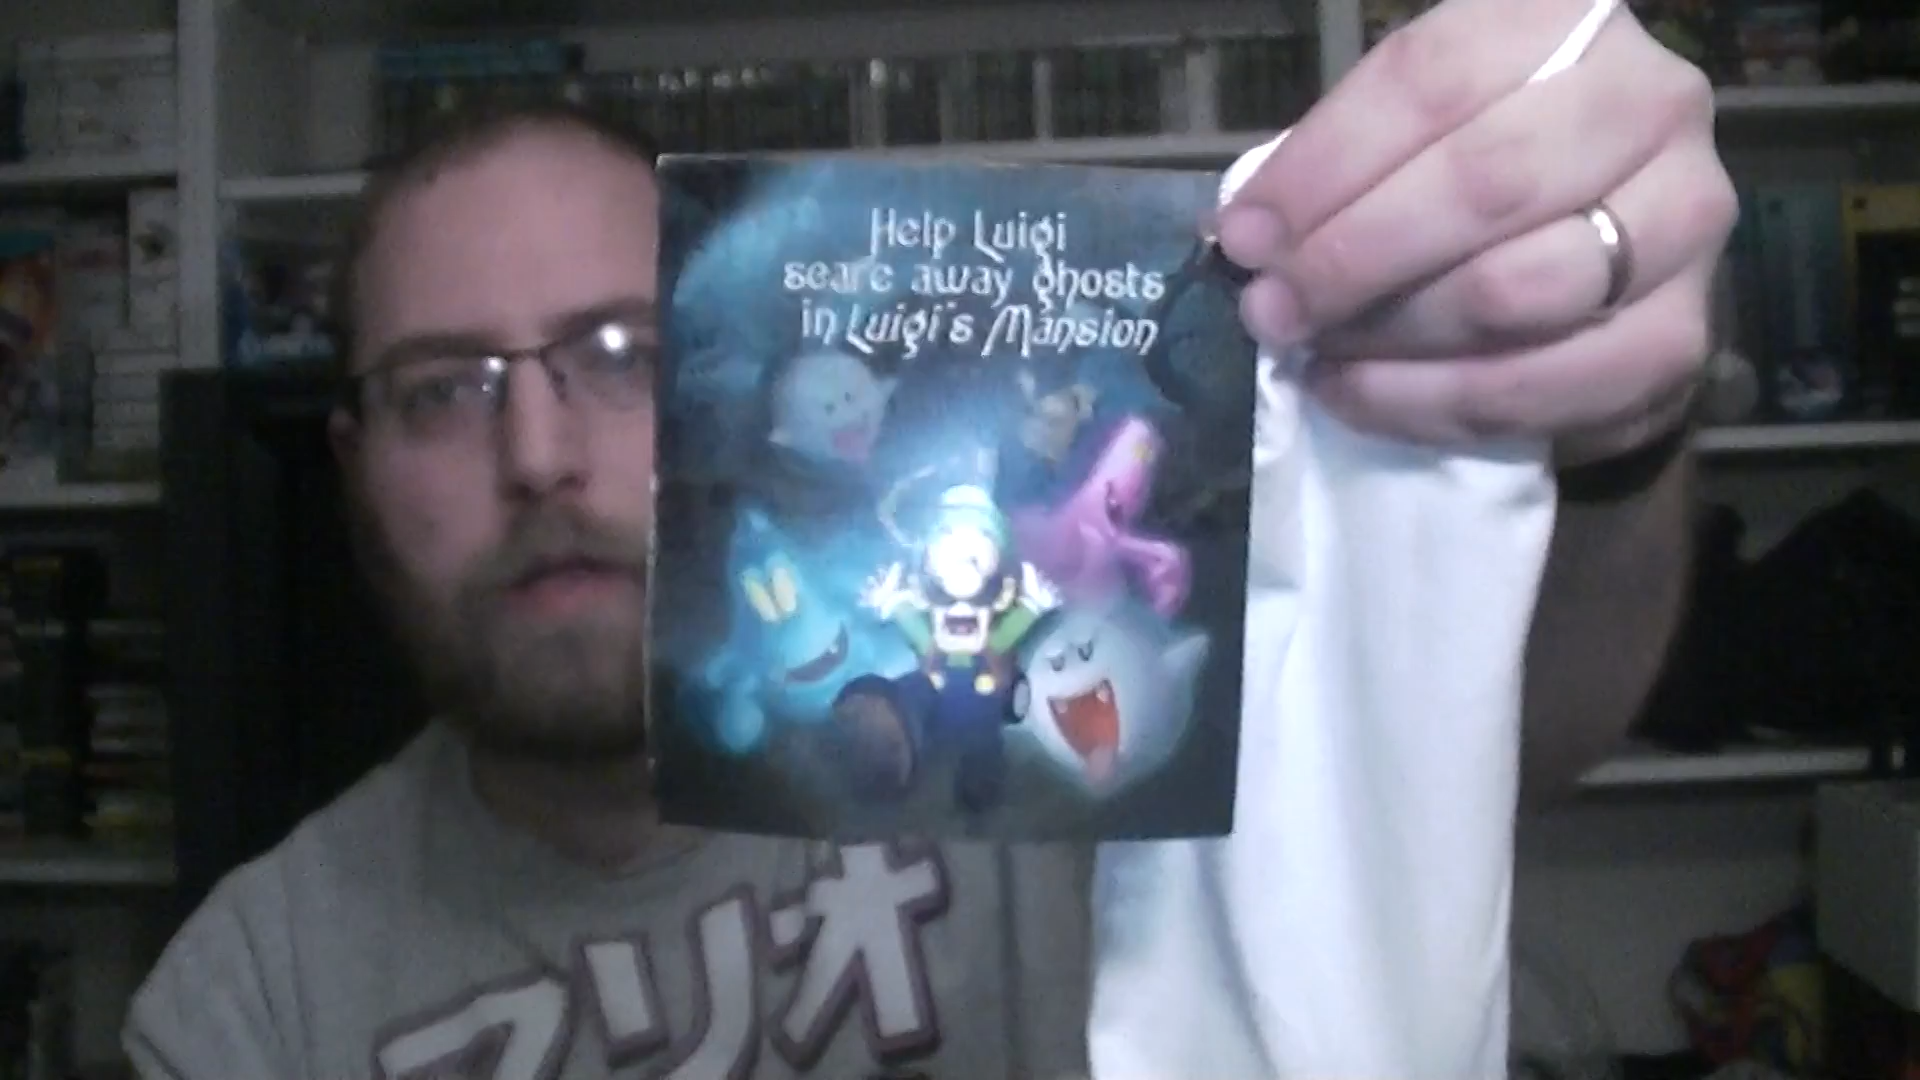 Help Luigi
scare away ghosts
in Luigi's Mansion
マリオ